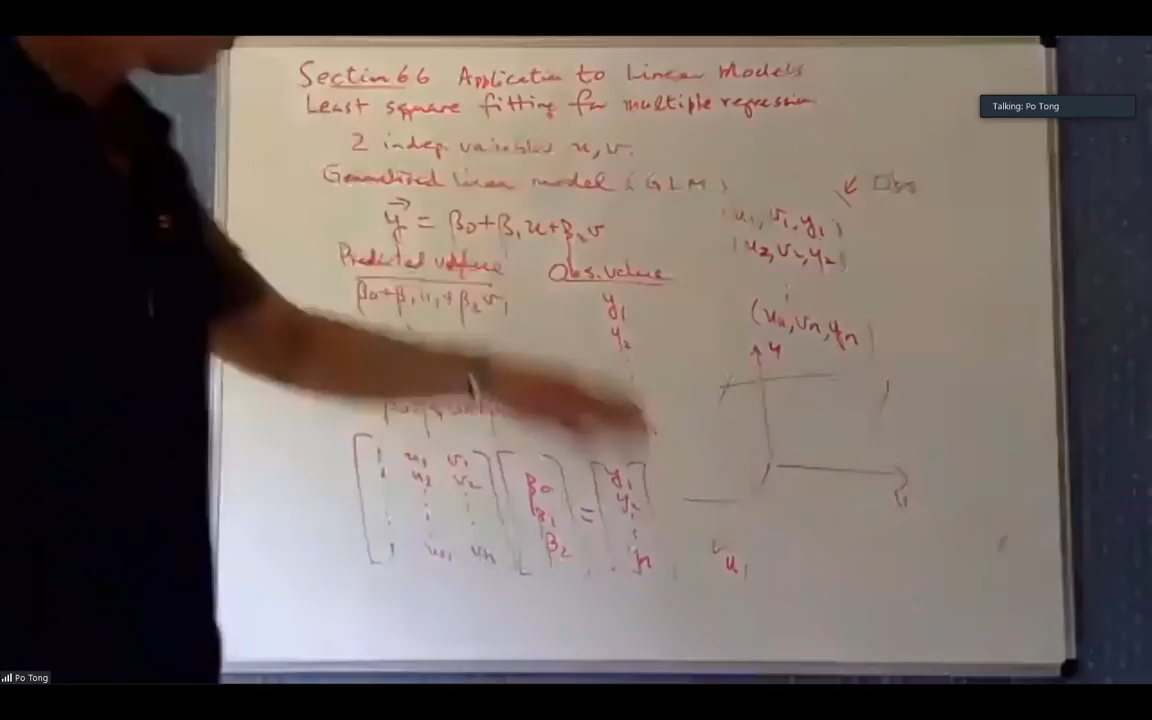 Section 66 Application to Linear Models
Least square fitting for multiple regression
Talking: Po Tong
2 indep. variables u, v.
Generalized linear model (GLM)
↙ Obs
y⃗ = β0+β1u+β2v
(u1, v1, y1)
(u2, v2, y2)
Predicted
Obs. value
β0+β1u1+β2v1
y1
(un, vn, yn)
y2
y
1 u1 v1
β0
y1
1 u2 v2
β1
=
y2
β2
1 un vn
yn
u1
Po Tong